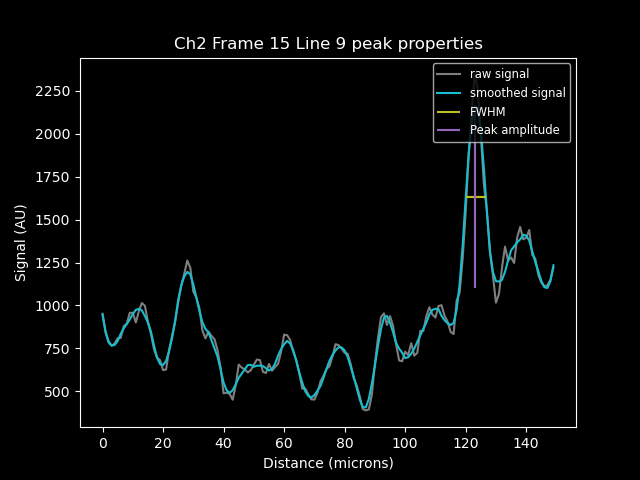 Ch2 Frame 15 Line 9 peak properties
raw signal
smoothed signal
FWHM
Peak amplitude
Signal (AU)
2250
2000
1750
1500
1250
1000
750
500
0 20 40 60 80 100 120 140
Distance (microns)